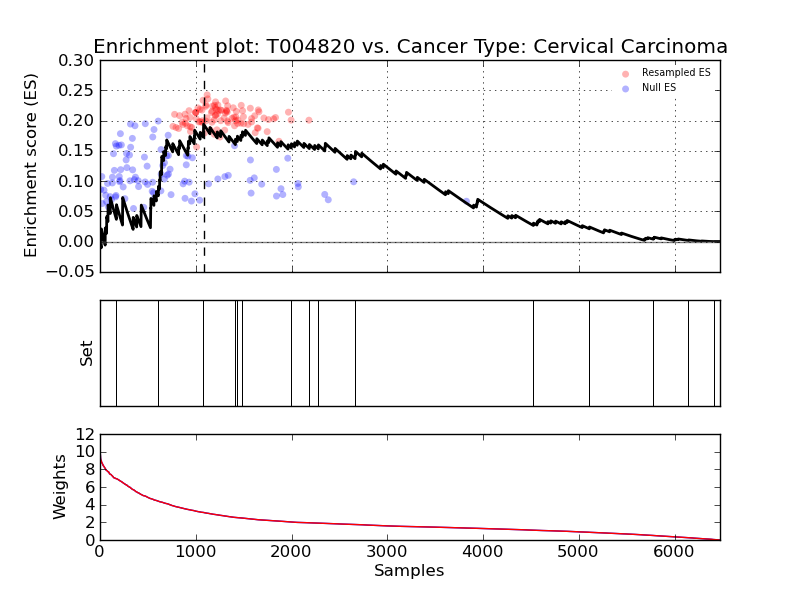 Enrichment plot: T004820 vs. Cancer Type: Cervical Carcinoma
Enrichment score (ES)
0.30
0.25
0.20
0.15
0.10
0.05
0.00
−0.05
Resampled ES
Null ES
Set
Weights
12
10
8
6
4
2
0
0 1000 2000 3000 4000 5000 6000
Samples